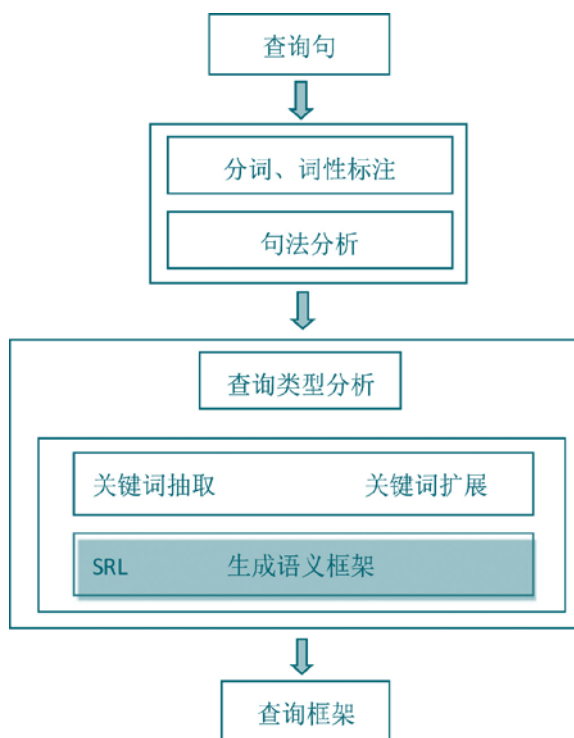 查询句
分词、词性标注
句法分析
查询类型分析
关键词抽取 关键词扩展
SRL 生成语义框架
查询框架